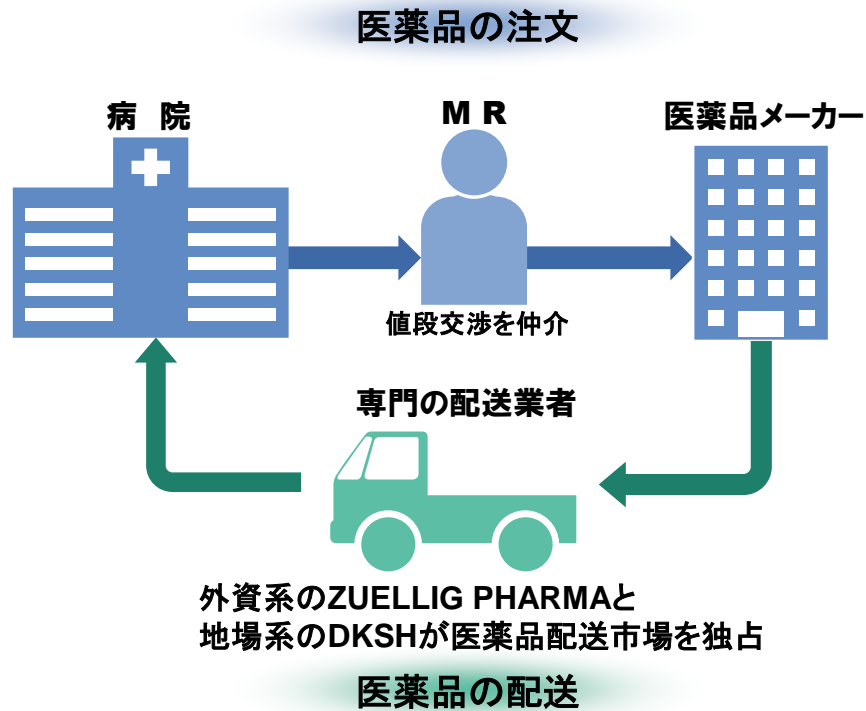 医薬品の注文
病　院
ＭＲ
医薬品メーカー
値段交渉を仲介
専門の配送業者
外資系のZUELLIG PHARMAと
地場系のDKSHが医薬品配送市場を独占
医薬品の配送